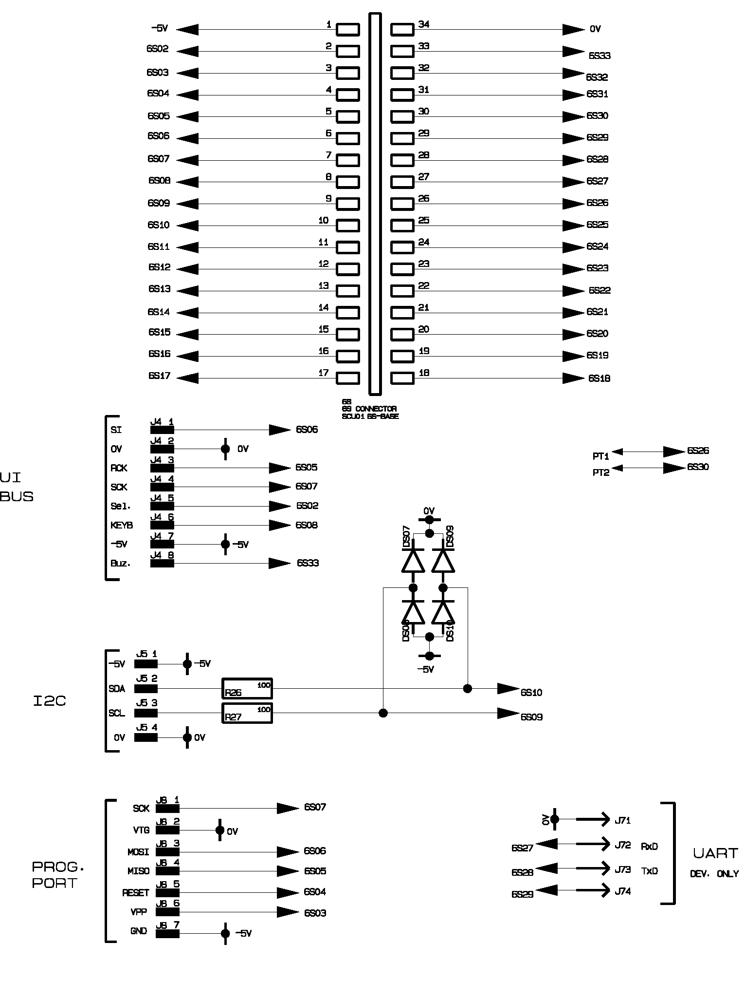 -5V 1 34 0V
6S02 2 33 6S33
6S03 3 32 6S32
6S04 4 31 6S31
6S05 5 30 6S30
6S06 6 29 6S29
6S07 7 28 6S28
6S08 8 27 6S27
6S09 9 26 6S26
6S10 10 25 6S25
6S11 11 24 6S24
6S12 12 23 6S23
6S13 13 22 6S22
6S14 14 21 6S21
6S15 15 20 6S20
6S16 16 19 6S19
6S17 17 18 6S18
6S
6S CONNECTOR
SCU01 6S-BASE
UI
BUS
SI J4 1 6S06
0V J4 2 0V
RCK J4 3 6S05
SCK J4 4 6S07
Sel. J4 5 6S02
KEYB J4 6 6S08
-5V J4 7 -5V
Buz. J4 8 6S33
PT1 6S26
PT2 6S30
0V
DS07 DS09
DS10
-5V
I2C
-5V J5 1 -5V
SDA J5 2 R26 100 6S10
SCL J5 3 R27 100 6S09
0V J5 4 0V
PROG.
PORT
SCK J8 1 6S07
VTG J8 2 0V
MOSI J8 3 6S06
MISO J8 4 6S05
RESET J8 5 6S04
VPP J8 6 6S03
GND J8 7 -5V
0V J71
6S27 J72 RxD
6S28 J73 TxD
6S29 J74
UART
DEV. ONLY